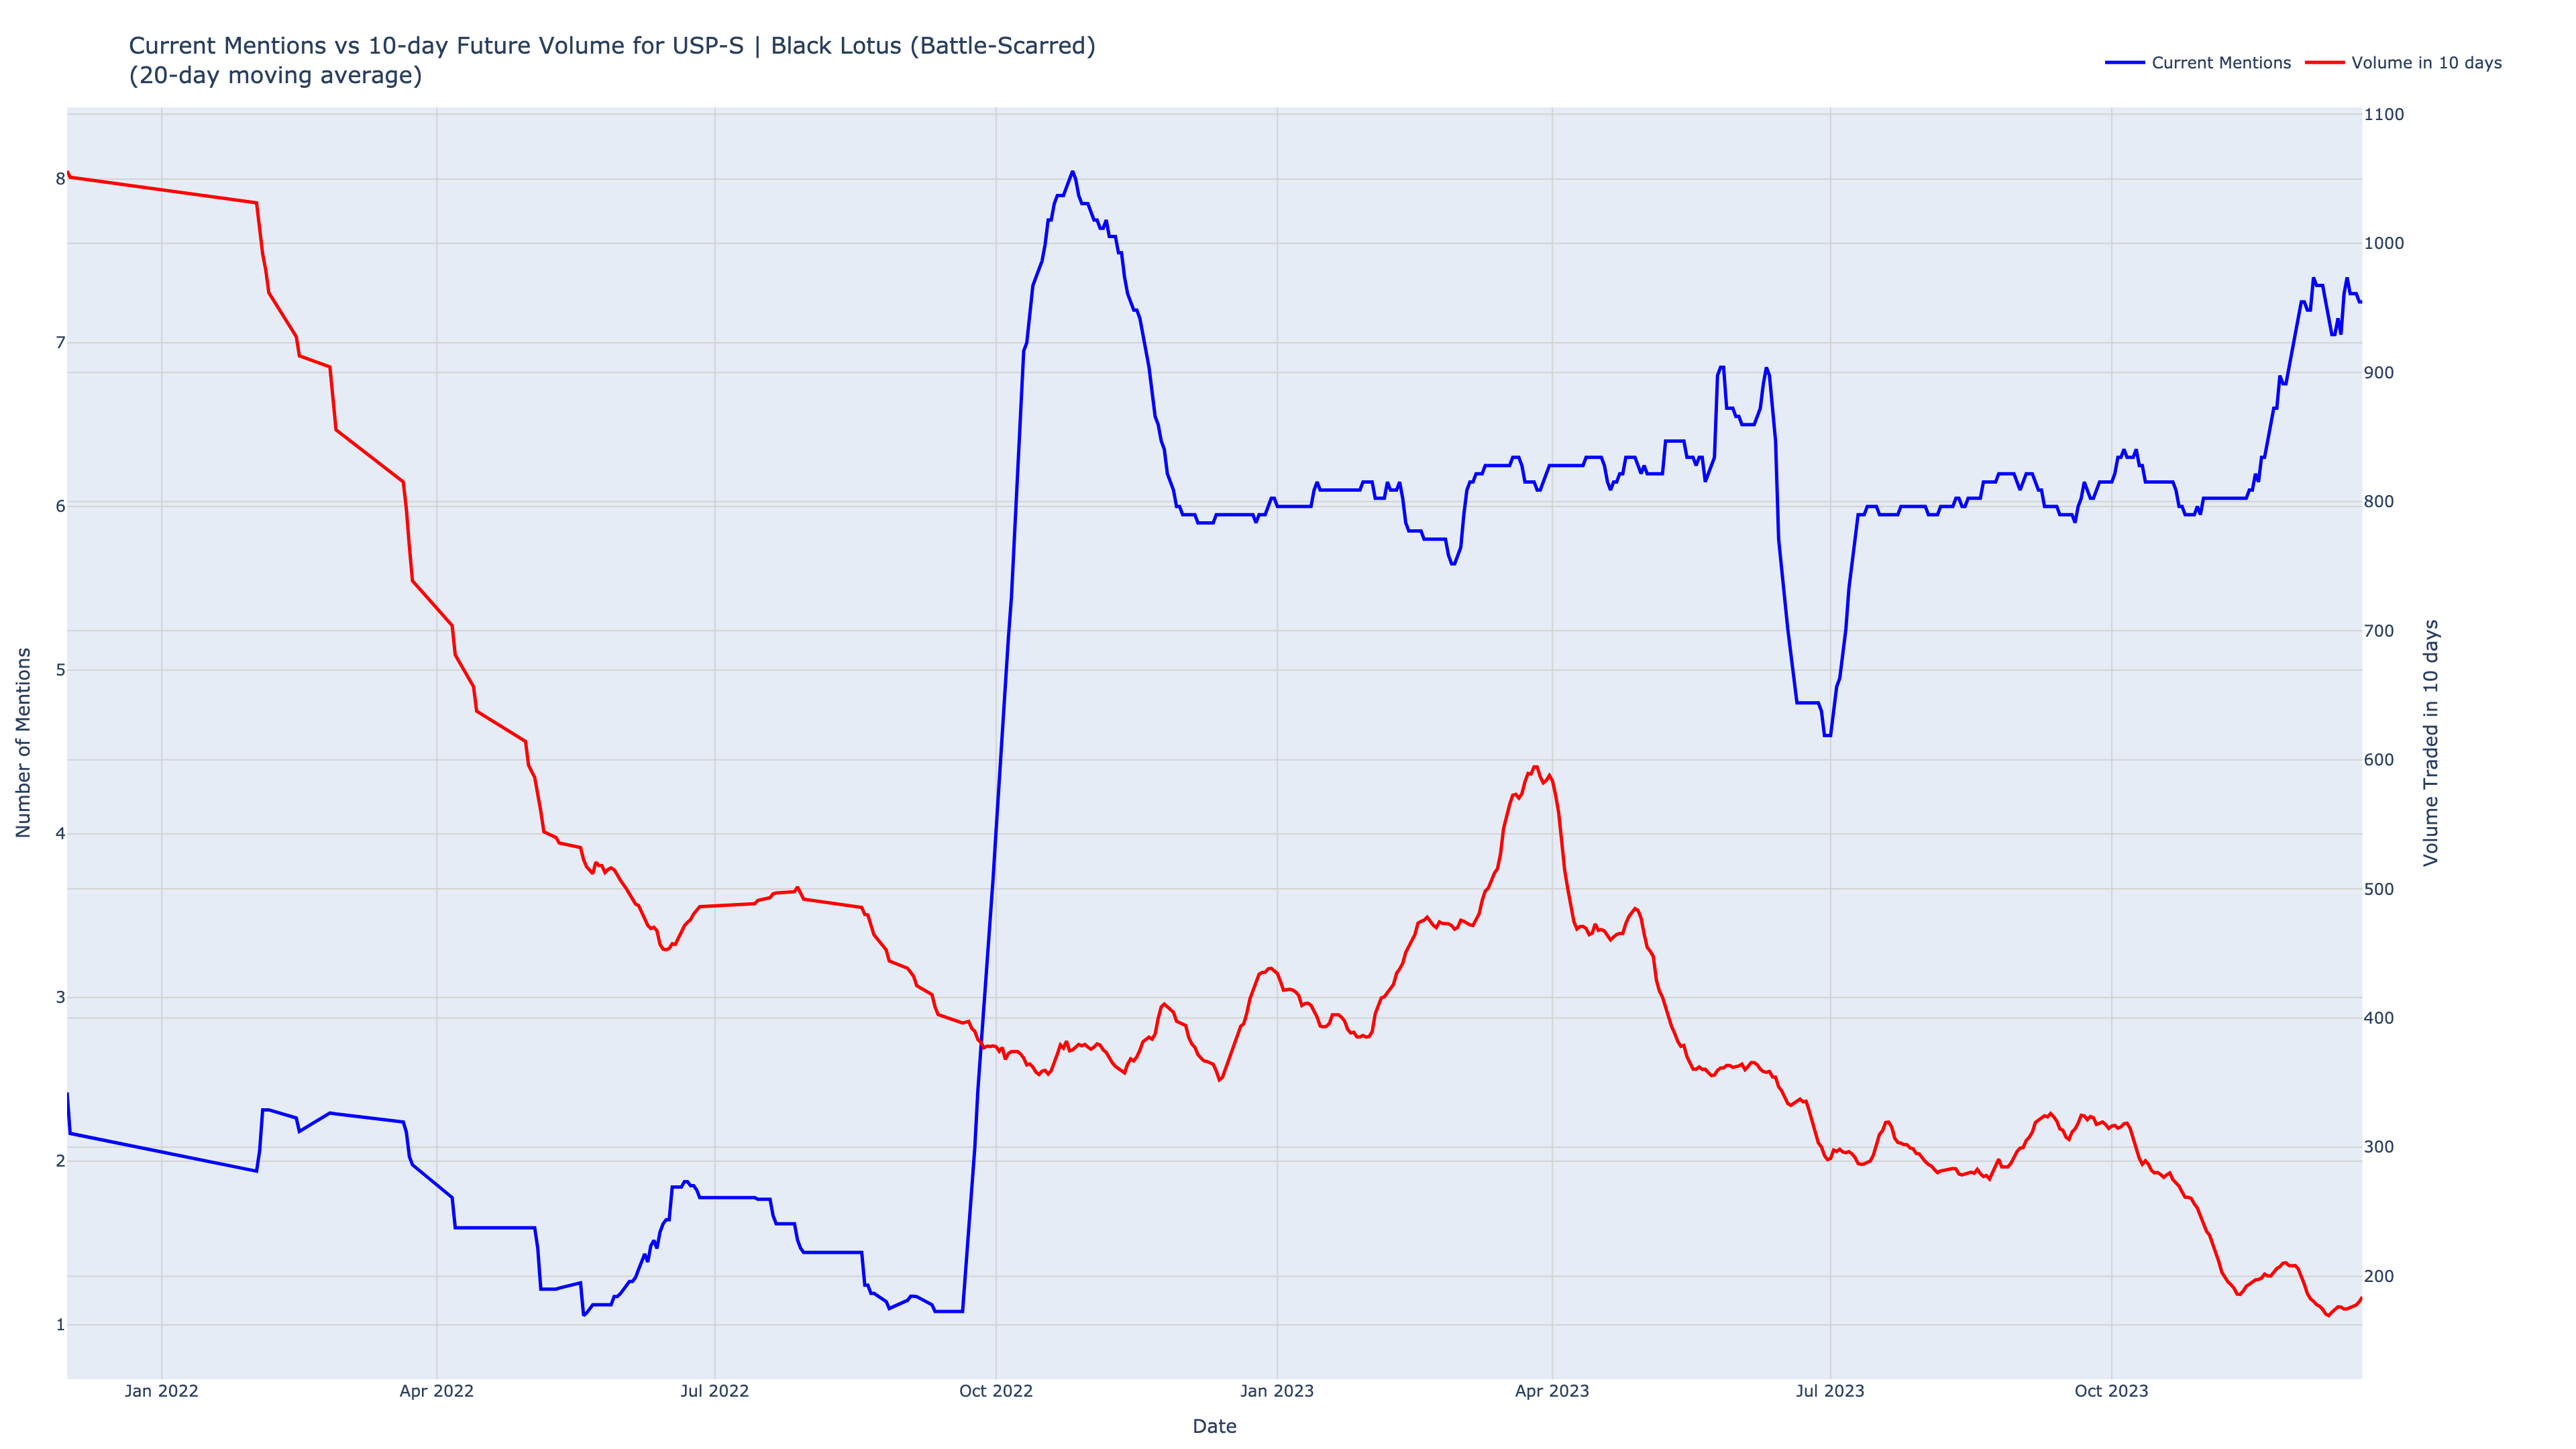 Current Mentions vs 10-day Future Volume for USP-S | Black Lotus (Battle-Scarred)
(20-day moving average)
Current Mentions
Volume in 10 days
1100
8
1000
7
900
6
800
700
5
600
4
500
3
400
2
300
200
1
Number of Mentions
Volume Traded in 10 days
Jan 2022
Apr 2022
Jul 2022
Oct 2022
Jan 2023
Apr 2023
Jul 2023
Oct 2023
Date